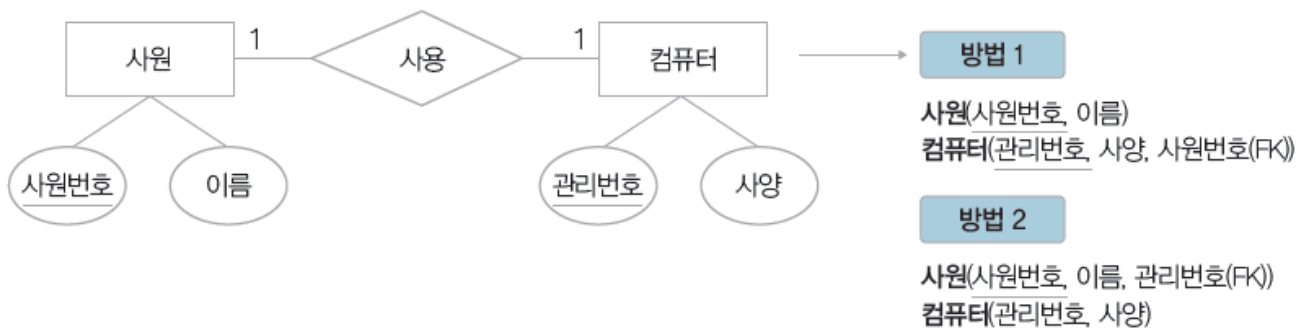 사원 1 사용 1 컴퓨터
사원번호 이름 관리번호 사양
방법 1
사원(사원번호, 이름)
컴퓨터(관리번호, 사양, 사원번호(FK))
방법 2
사원(사원번호, 이름, 관리번호(FK))
컴퓨터(관리번호, 사양)